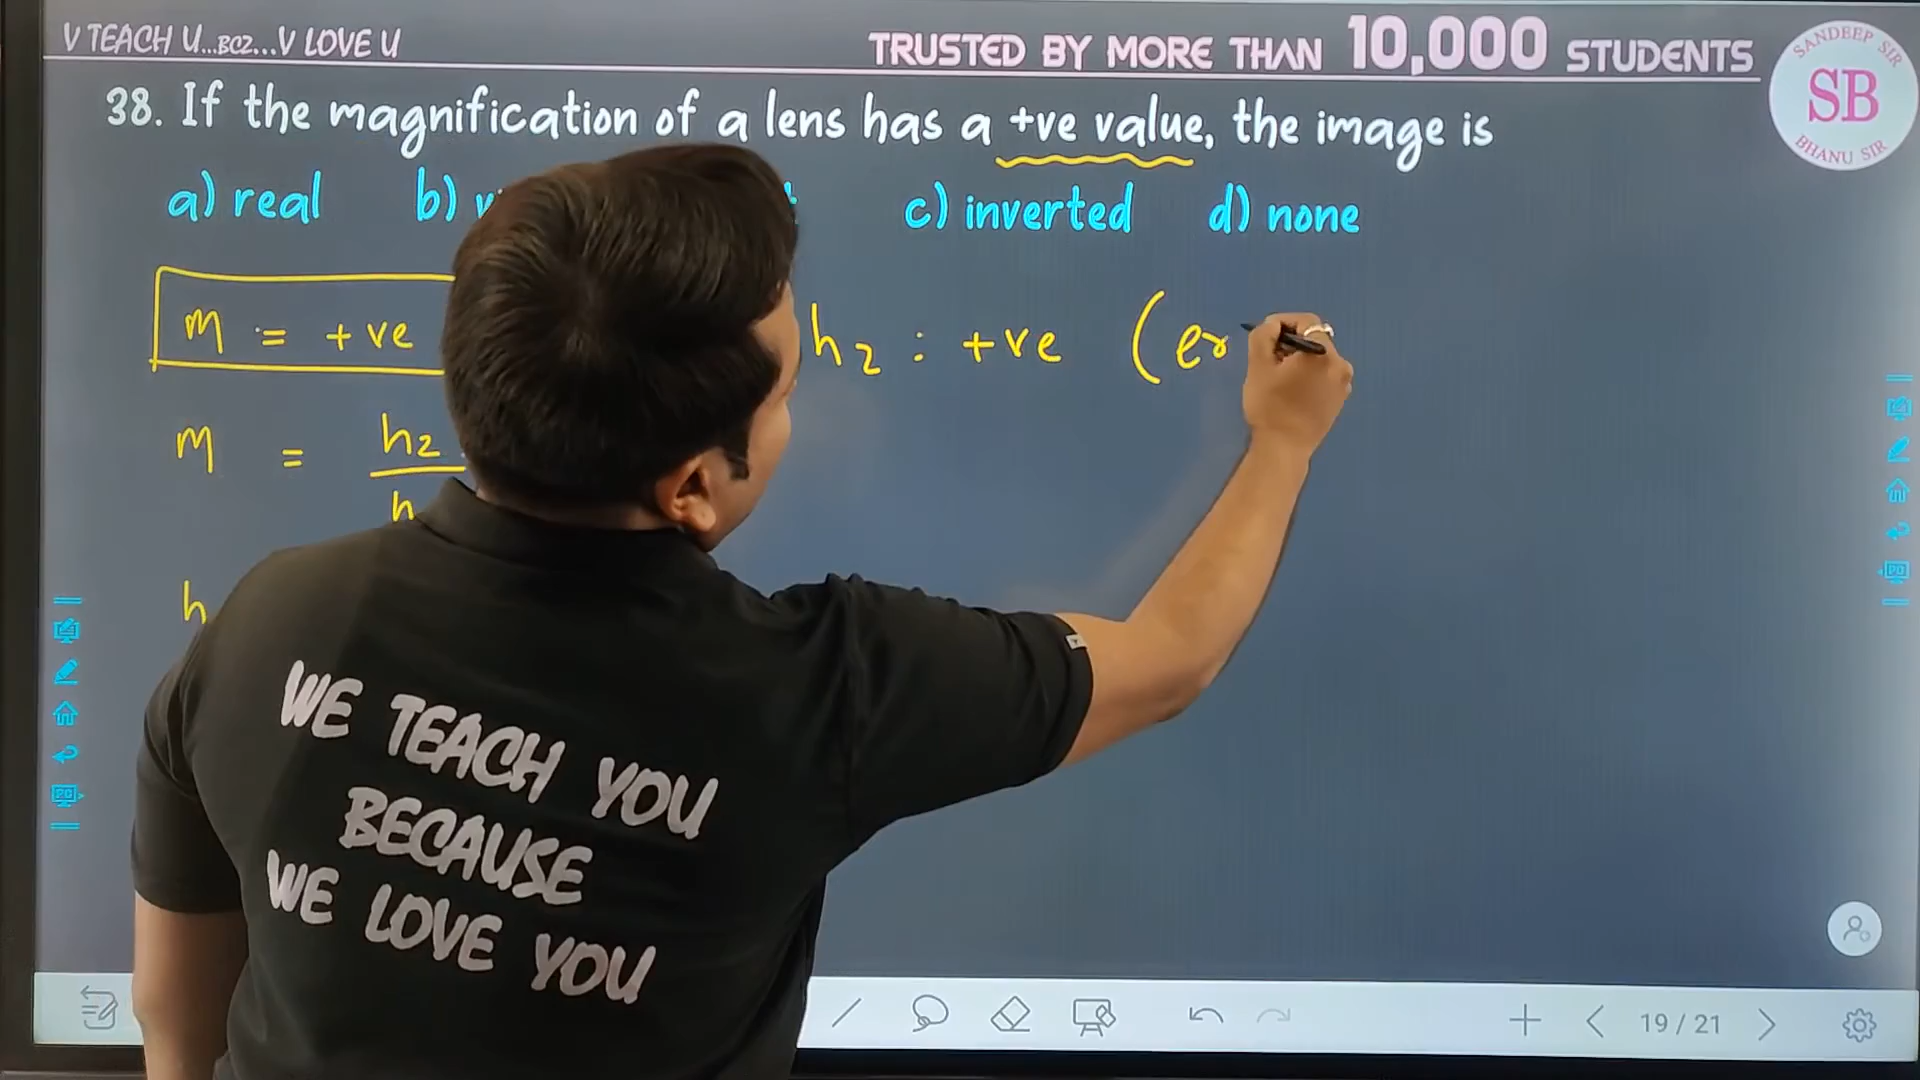 V TEACH U...BCZ...V LOVE U
TRUSTED BY MORE THAN 10,000 STUDENTS
SANDEEP SIR
SB
BHANU SIR
38. If the magnification of a lens has a +ve value, the image is
a) real b) c) inverted d) none
m = +ve h2 : +ve (er
m = h2
h
h
WE TEACH YOU
BECAUSE
WE LOVE YOU
19 / 21